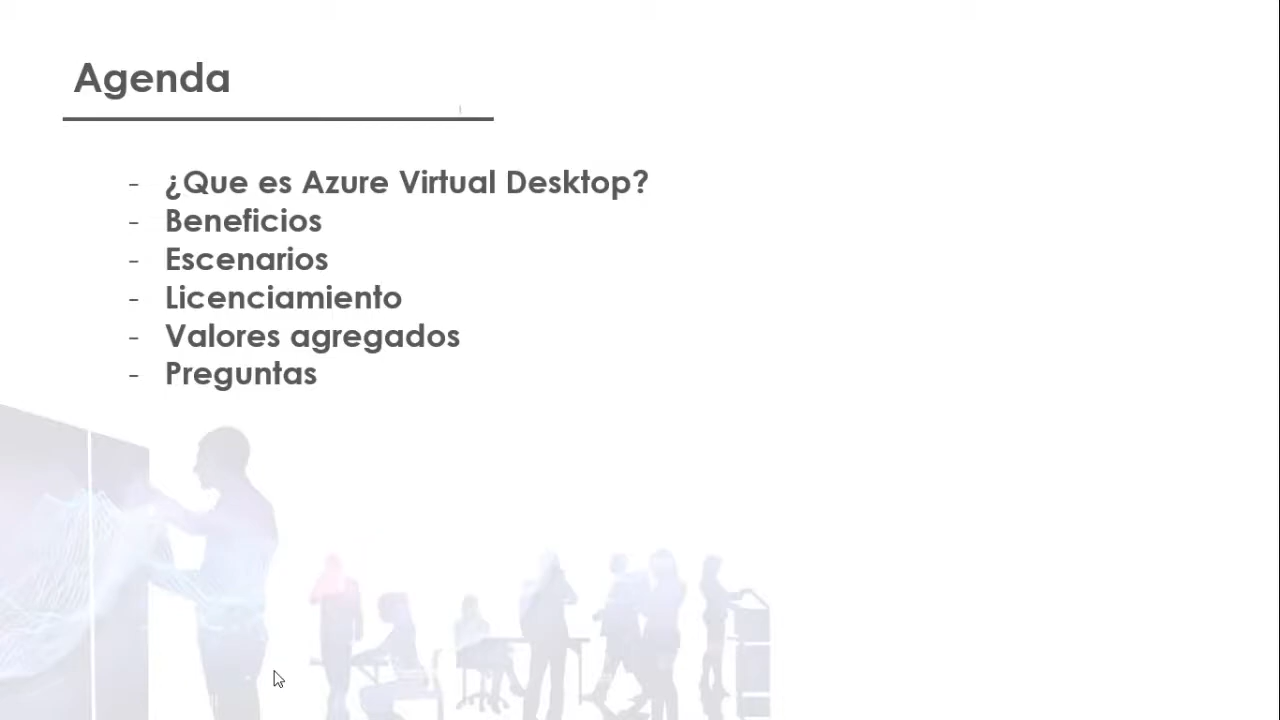 Agenda
- ¿Que es Azure Virtual Desktop?
- Beneficios
- Escenarios
- Licenciamiento
- Valores agregados
- Preguntas